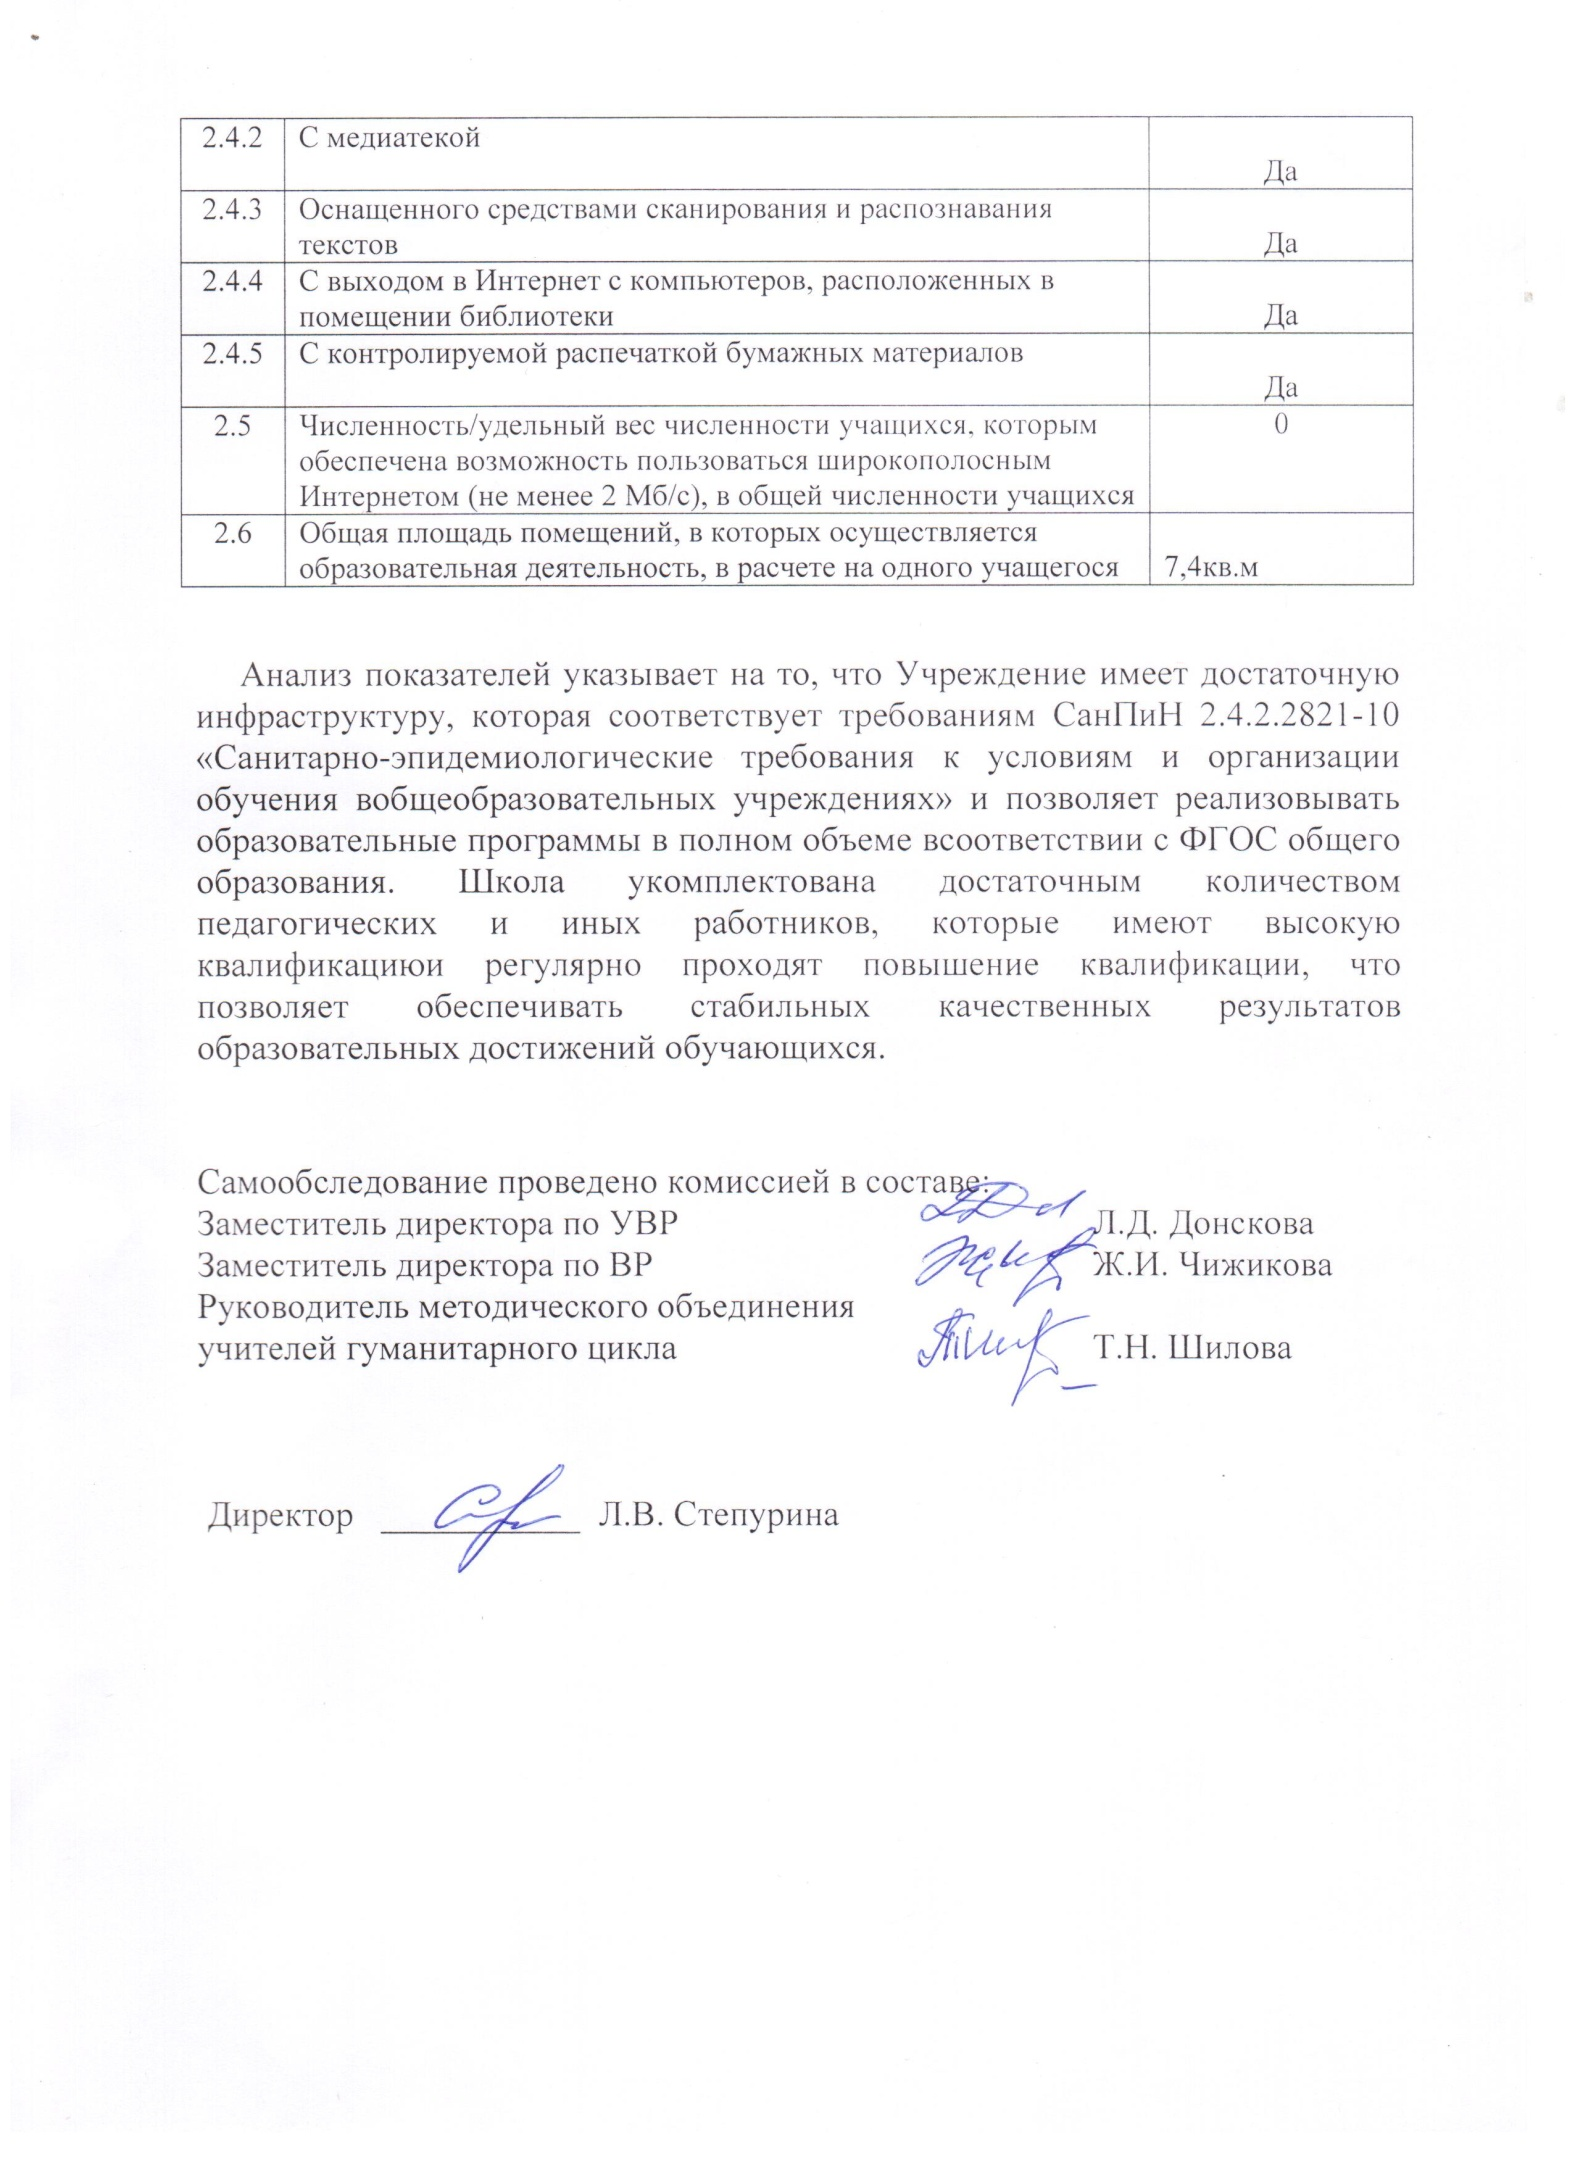 2.4.2 С медиатекой
Да
2.4.3 Оснащенного средствами сканирования и распознавания
текстов Да
2.4.4 С выходом в Интернет с компьютеров, расположенных в
помещении библиотеки Да
2.4.5 С контролируемой распечаткой бумажных материалов
Да
2.5 Численность/удельный вес численности учащихся, которым 0
обеспечена возможность пользоваться широкополосным
Интернетом (не менее 2 Мб/с), в общей численности учащихся
2.6 Общая площадь помещений, в которых осуществляется
образовательная деятельность, в расчете на одного учащегося 7,4кв.м
Анализ показателей указывает на то, что Учреждение имеет достаточную
инфраструктуру, которая соответствует требованиям СанПиН 2.4.2.2821-10
«Санитарно-эпидемиологические требования к условиям и организации
обучения вобщеобразовательных учреждениях» и позволяет реализовывать
образовательные программы в полном объеме всоответствии с ФГОС общего
образования. Школа укомплектована достаточным количеством
педагогических и иных работников, которые имеют высокую
квалификациюи регулярно проходят повышение квалификации, что
позволяет обеспечивать стабильных качественных результатов
образовательных достижений обучающихся.
Самообследование проведено комиссией в составе:
Заместитель директора по УВР Л.Д. Донскова
Заместитель директора по ВР Ж.И. Чижикова
Руководитель методического объединения
учителей гуманитарного цикла Т.Н. Шилова
Директор Л.В. Степурина